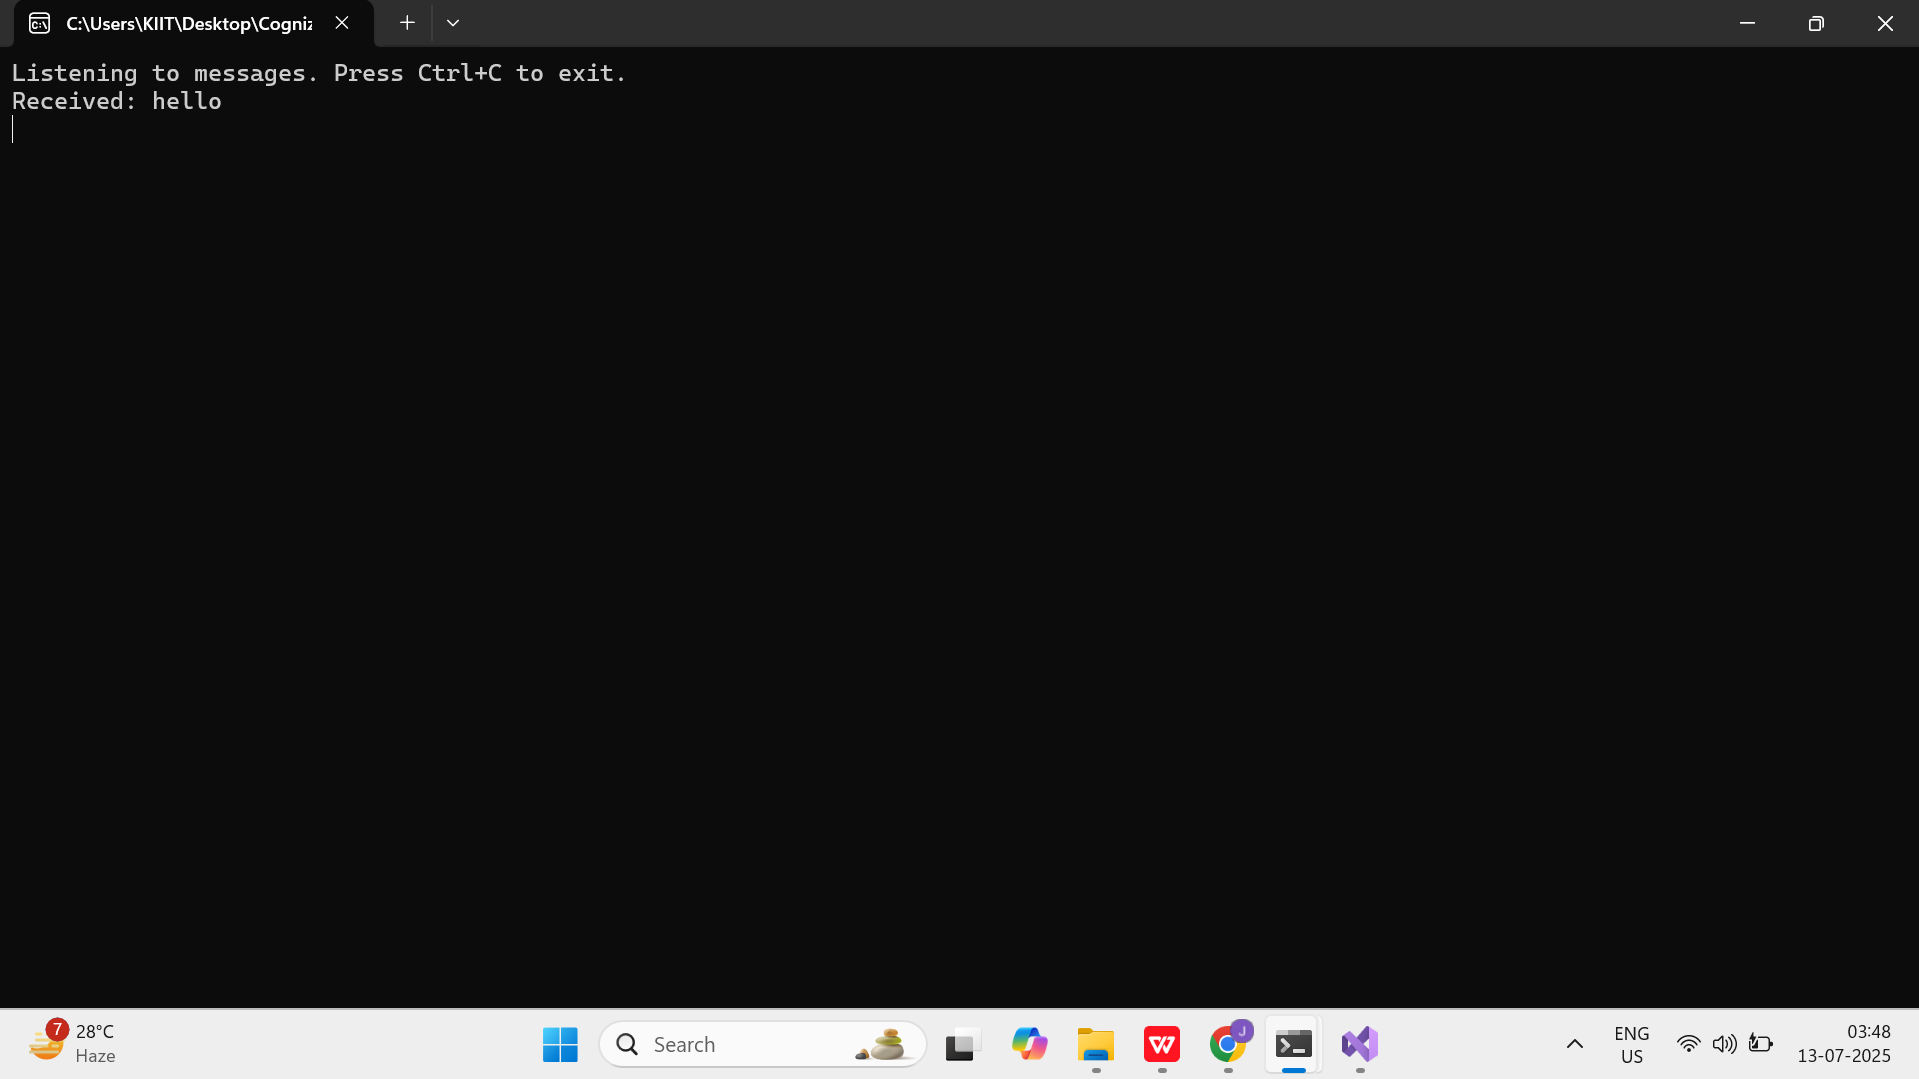 C:\Users\KIIT\Desktop\Cogniz
Listening to messages. Press Ctrl+C to exit.
Received: hello
7
28°C
Haze
Search
J
ENG
US
03:48
13-07-2025